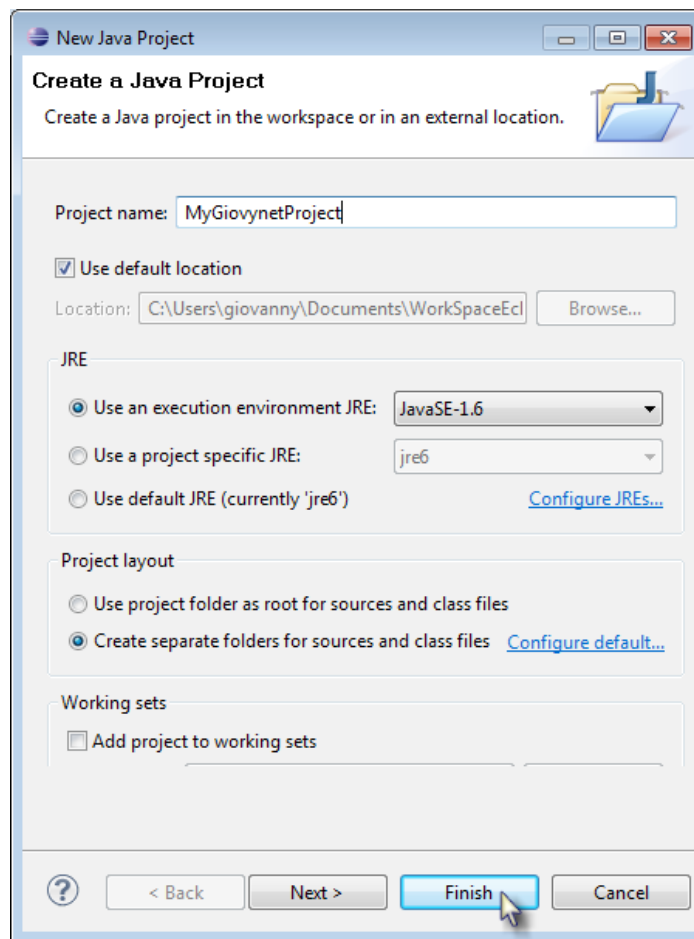 New Java Project
Create a Java Project
Create a Java project in the workspace or in an external location.
Project name: MyGiovynetProject
Use default location
Location: C:\Users\giovanny\Documents\WorkSpaceEcl Browse...
JRE
Use an execution environment JRE: JavaSE-1.6
Use a project specific JRE: jre6
Use default JRE (currently 'jre6') Configure JREs...
Project layout
Use project folder as root for sources and class files
Create separate folders for sources and class files Configure default...
Working sets
Add project to working sets
? < Back Next > Finish Cancel